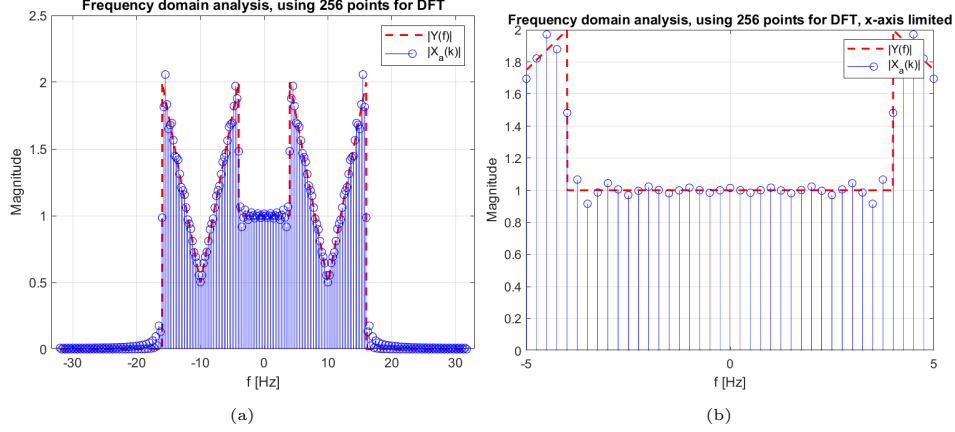 Frequency domain analysis, using 256 points for DFT
|Y(f)|
|X_a(k)|
Magnitude
2.5
2
1.5
1
0.5
0
-30 -20 -10 0 10 20 30
f [Hz]
(a)
Frequency domain analysis, using 256 points for DFT, x-axis limited
|Y(f)|
|X_a(k)|
Magnitude
2
1.8
1.6
1.4
1.2
1
0.8
0.6
0.4
0.2
0
-5 0 5
f [Hz]
(b)